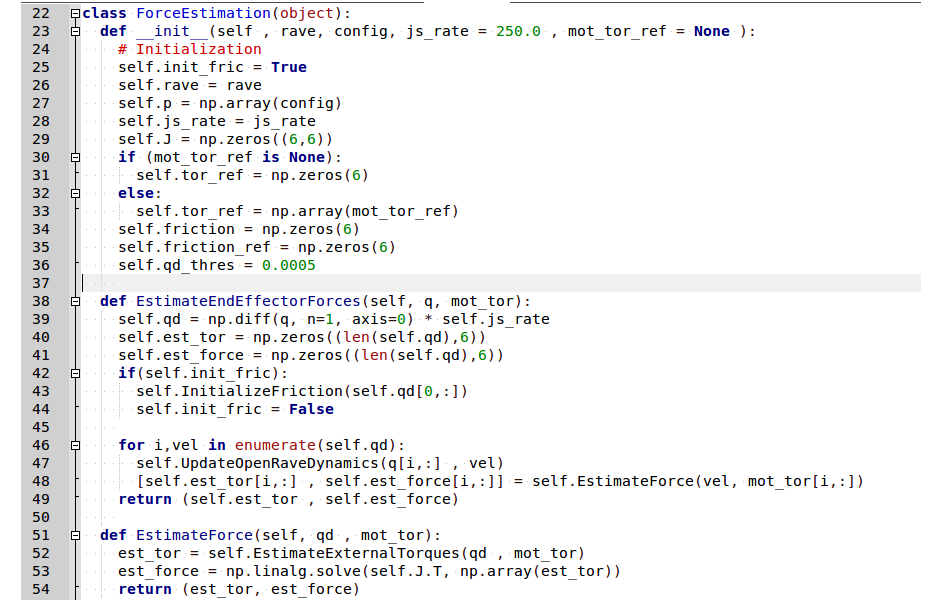 22 class ForceEstimation(object):
23   def __init__(self , rave, config, js_rate = 250.0 , mot_tor_ref = None ):
24     # Initialization
25     self.init_fric = True
26     self.rave = rave
27     self.p = np.array(config)
28     self.js_rate = js_rate
29     self.J = np.zeros((6,6))
30     if (mot_tor_ref is None):
31       self.tor_ref = np.zeros(6)
32     else:
33       self.tor_ref = np.array(mot_tor_ref)
34     self.friction = np.zeros(6)
35     self.friction_ref = np.zeros(6)
36     self.qd_thres = 0.0005
37
38   def EstimateEndEffectorForces(self, q, mot_tor):
39     self.qd = np.diff(q, n=1, axis=0) * self.js_rate
40     self.est_tor = np.zeros((len(self.qd),6))
41     self.est_force = np.zeros((len(self.qd),6))
42     if(self.init_fric):
43       self.InitializeFriction(self.qd[0,:])
44       self.init_fric = False
45
46     for i,vel in enumerate(self.qd):
47       self.UpdateOpenRaveDynamics(q[i,:] , vel)
48       [self.est_tor[i,:] , self.est_force[i,:]] = self.EstimateForce(vel, mot_tor[i,:])
49     return (self.est_tor , self.est_force)
50
51   def EstimateForce(self, qd , mot_tor):
52     est_tor = self.EstimateExternalTorques(qd , mot_tor)
53     est_force = np.linalg.solve(self.J.T, np.array(est_tor))
54     return (est_tor, est_force)